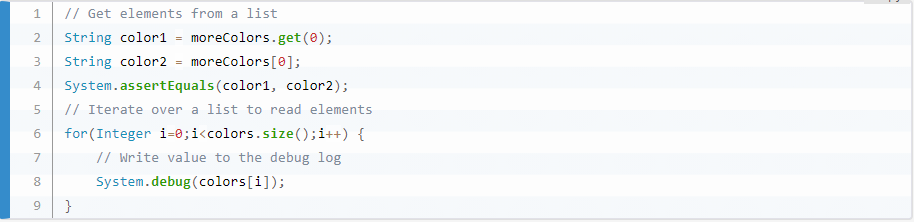 1 // Get elements from a list
2 String color1 = moreColors.get(0);
3 String color2 = moreColors[0];
4 System.assertEquals(color1, color2);
5 // Iterate over a list to read elements
6 for(Integer i=0;i<colors.size();i++) {
7     // Write value to the debug log
8     System.debug(colors[i]);
9 }